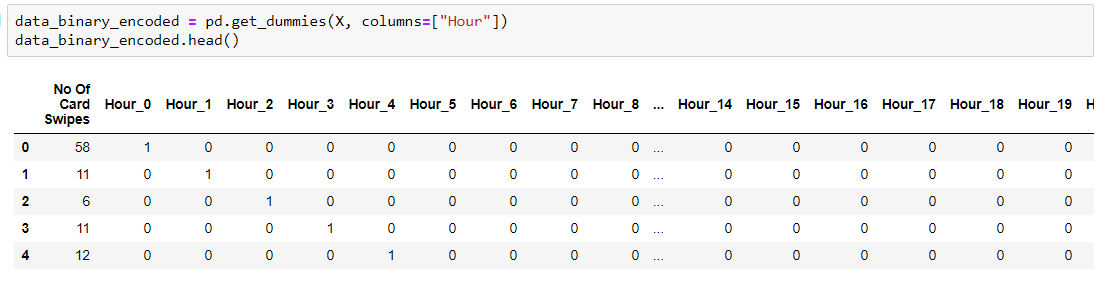 data_binary_encoded = pd.get_dummies(X, columns=["Hour"])
data_binary_encoded.head()
No Of Card Swipes Hour_0 Hour_1 Hour_2 Hour_3 Hour_4 Hour_5 Hour_6 Hour_7 Hour_8 ... Hour_14 Hour_15 Hour_16 Hour_17 Hour_18 Hour_19 H
0 58 1 0 0 0 0 0 0 0 0 ... 0 0 0 0 0 0
1 11 0 1 0 0 0 0 0 0 0 ... 0 0 0 0 0 0
2 6 0 0 1 0 0 0 0 0 0 ... 0 0 0 0 0 0
3 11 0 0 0 1 0 0 0 0 0 ... 0 0 0 0 0 0
4 12 0 0 0 0 1 0 0 0 0 ... 0 0 0 0 0 0